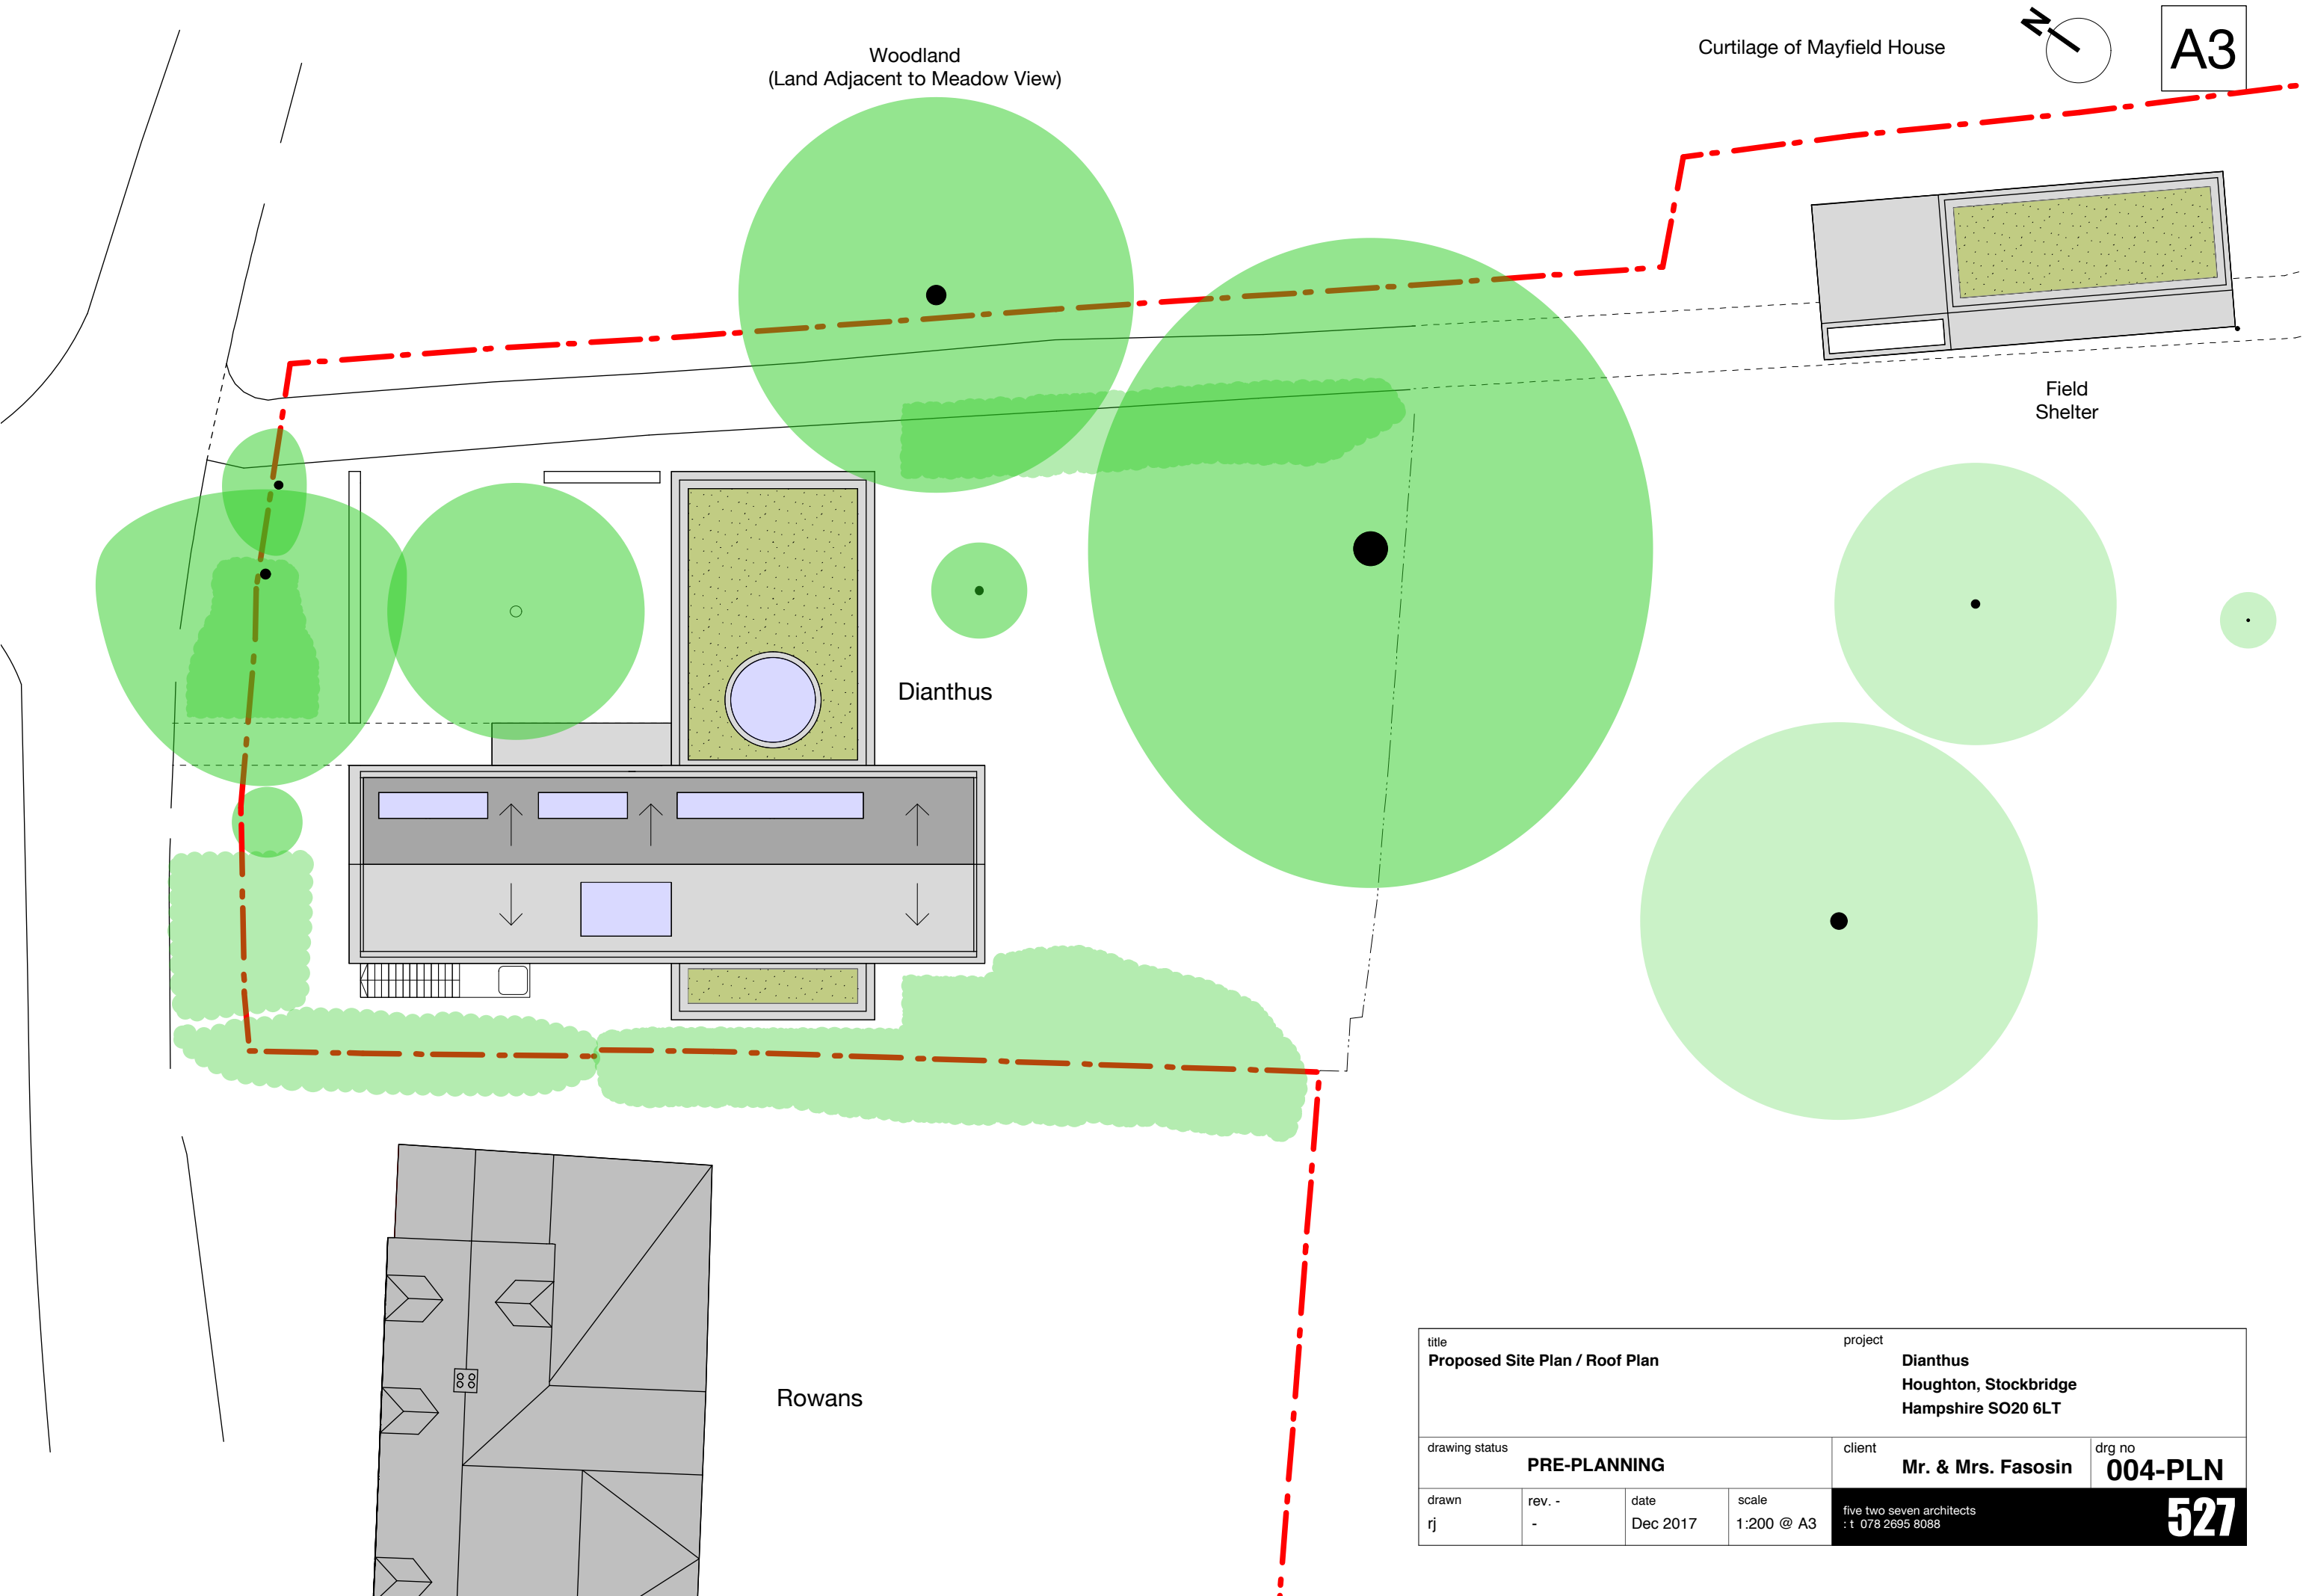 Woodland
(Land Adjacent to Meadow View)
Curtilage of Mayfield House
N
A3
Field
Shelter
Dianthus
Rowans
title
Proposed Site Plan / Roof Plan
project
Dianthus
Houghton, Stockbridge
Hampshire SO20 6LT
drawing status
PRE-PLANNING
client
Mr. & Mrs. Fasosin
drg no
004-PLN
drawn
rj
rev. -
-
date
Dec 2017
scale
1:200 @ A3
five two seven architects
: t 078 2695 8088
527